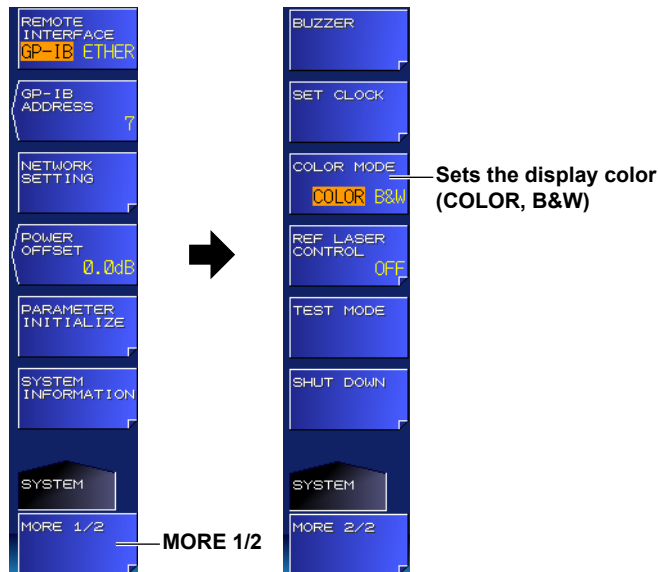 REMOTE
INTERFACE
GP-IB ETHER
GP-IB
ADDRESS
7
NETWORK
SETTING
POWER
OFFSET
0.0dB
PARAMETER
INITIALIZE
SYSTEM
INFORMATION
SYSTEM
MORE 1/2
MORE 1/2
BUZZER
SET CLOCK
COLOR MODE
COLOR B&W
Sets the display color
(COLOR, B&W)
REF LASER
CONTROL
OFF
TEST MODE
SHUT DOWN
SYSTEM
MORE 2/2